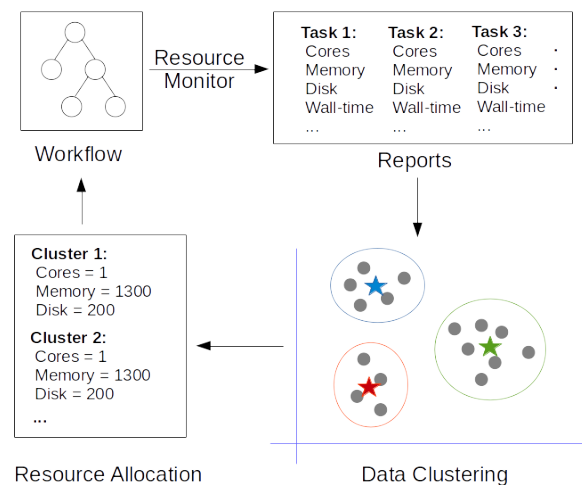 Resource
Monitor
Workflow
Task 1:
Cores
Memory
Disk
Wall-time
...
Task 2:
Cores
Memory
Disk
Wall-time
...
Task 3:
Cores
Memory
Disk
Wall-time
...
Reports
Cluster 1:
Cores = 1
Memory = 1300
Disk = 200
Cluster 2:
Cores = 1
Memory = 1300
Disk = 200
...
Resource Allocation
Data Clustering